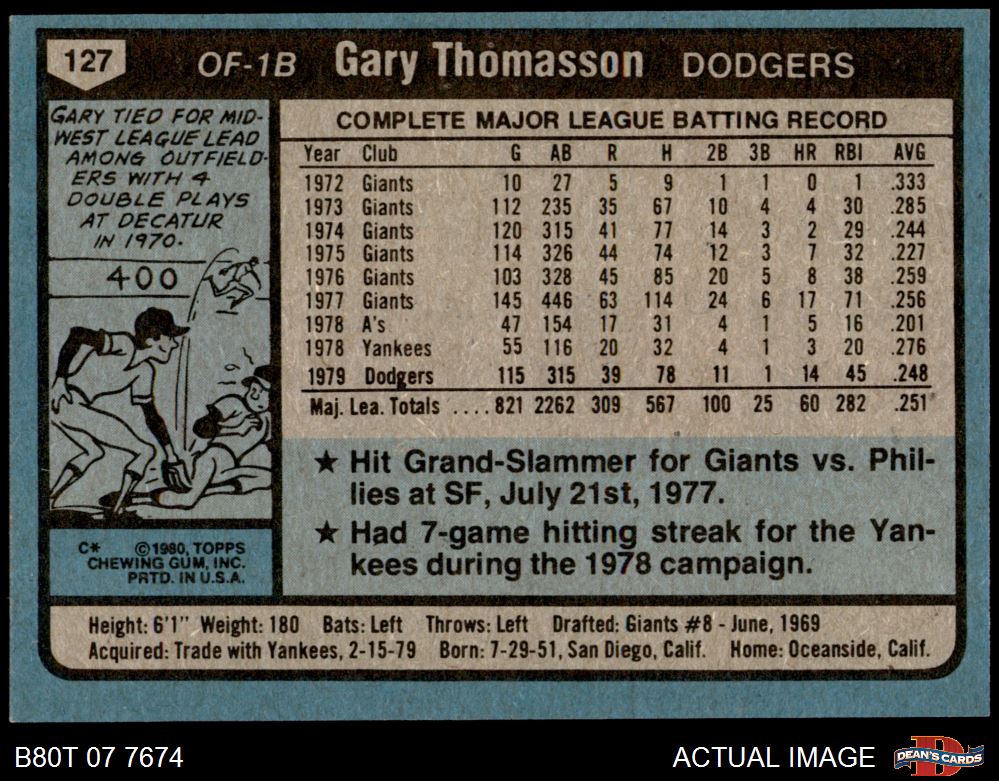 127 OF-1B Gary Thomasson DODGERS
GARY TIED FOR MID-
WEST LEAGUE LEAD
AMONG OUTFIELD-
ERS WITH 4
DOUBLE PLAYS
AT DECATUR
IN 1970.
400
TOPPS
C* ©1980, TOPPS
CHEWING GUM, INC.
PRTD. IN U.S.A.
COMPLETE MAJOR LEAGUE BATTING RECORD
Year Club G AB R H 2B 3B HR RBI AVG
1972 Giants 10 27 5 9 1 1 0 1 .333
1973 Giants 112 235 35 67 10 4 4 30 .285
1974 Giants 120 315 41 77 14 3 2 29 .244
1975 Giants 114 326 44 74 12 3 7 32 .227
1976 Giants 103 328 45 85 20 5 8 38 .259
1977 Giants 145 446 63 114 24 6 17 71 .256
1978 A's 47 154 17 31 4 1 5 16 .201
1978 Yankees 55 116 20 32 4 1 3 20 .276
1979 Dodgers 115 315 39 78 11 1 14 45 .248
Maj. Lea. Totals ....821 2262 309 567 100 25 60 282 .251
★ Hit Grand-Slammer for Giants vs. Phil-
lies at SF, July 21st, 1977.
★ Had 7-game hitting streak for the Yan-
kees during the 1978 campaign.
Height: 6'1" Weight: 180 Bats: Left Throws: Left Drafted: Giants #8 - June, 1969
Acquired: Trade with Yankees, 2-15-79 Born: 7-29-51, San Diego, Calif. Home: Oceanside, Calif.
B80T 07 7674 ACTUAL IMAGE D DEAN'S CARDS